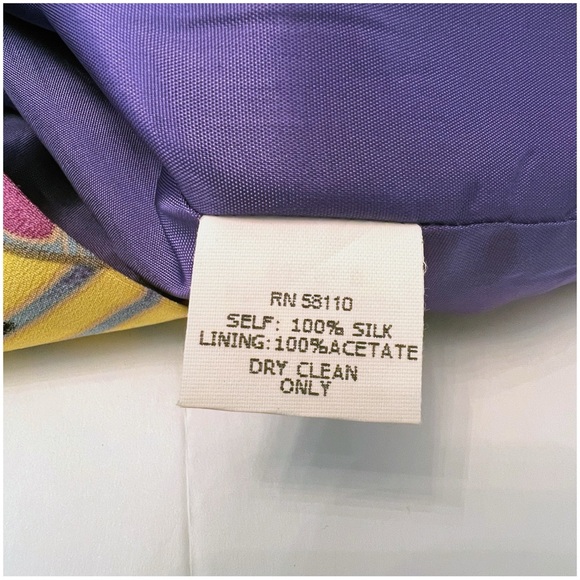 RN 58110
SELF: 100% SILK
LINING:100%ACETATE
DRY CLEAN
ONLY